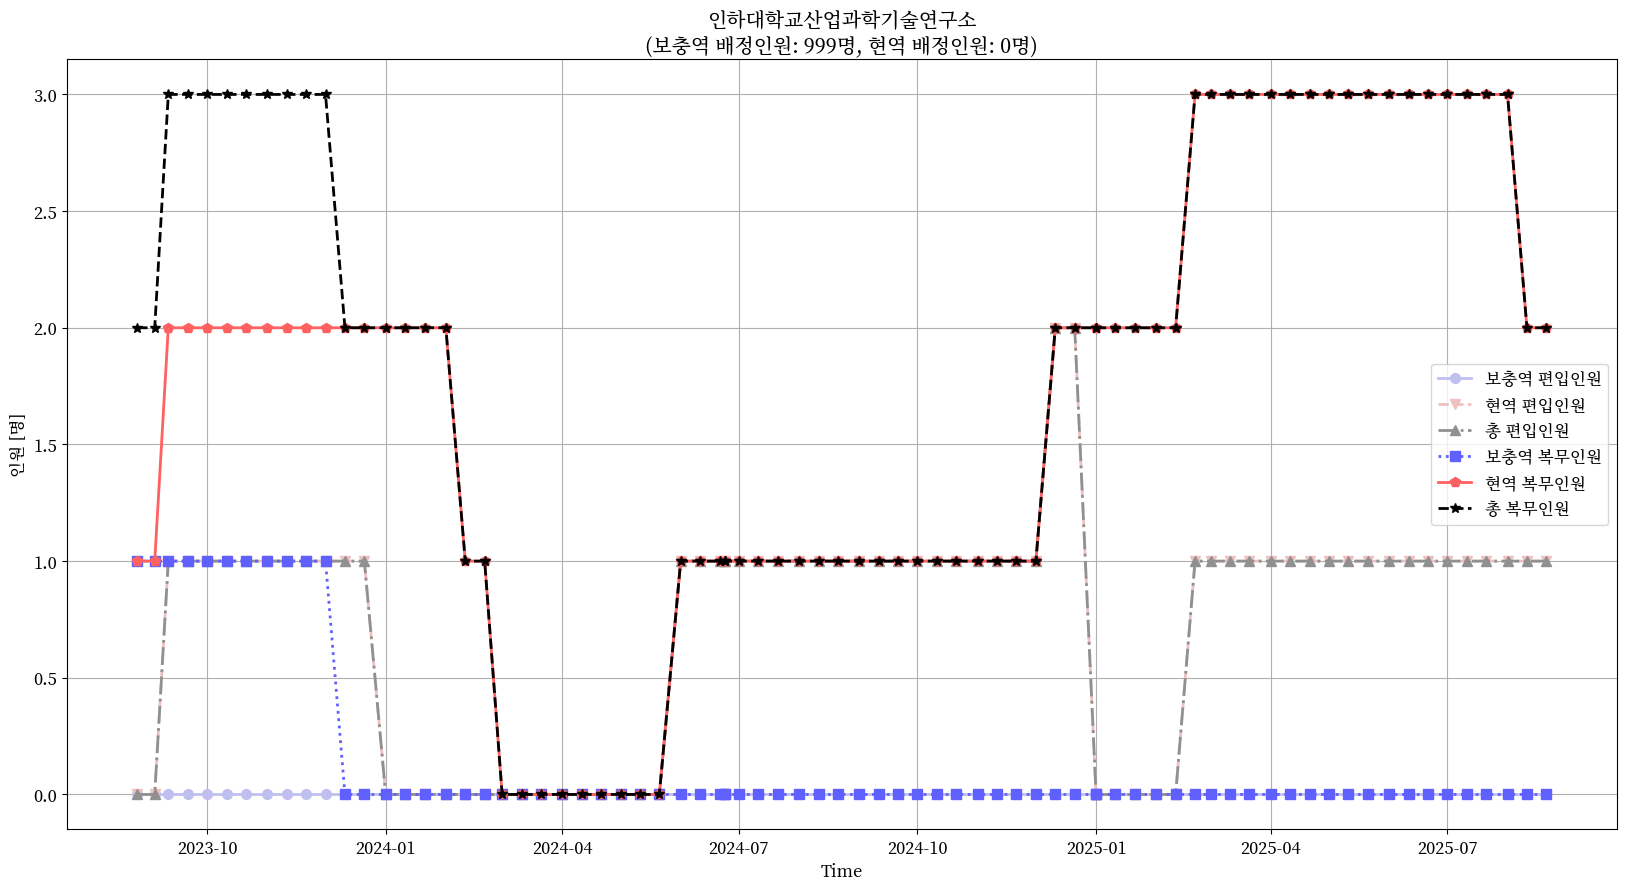 인하대학교산업과학기술연구소
(보충역 배정인원: 999명, 현역 배정인원: 0명)
인원 [명]
3.0
2.5
2.0
1.5
1.0
0.5
0.0
보충역 편입인원
현역 편입인원
총 편입인원
보충역 복무인원
현역 복무인원
총 복무인원
2023-10
2024-01
2024-04
2024-07
2024-10
2025-01
2025-04
2025-07
Time